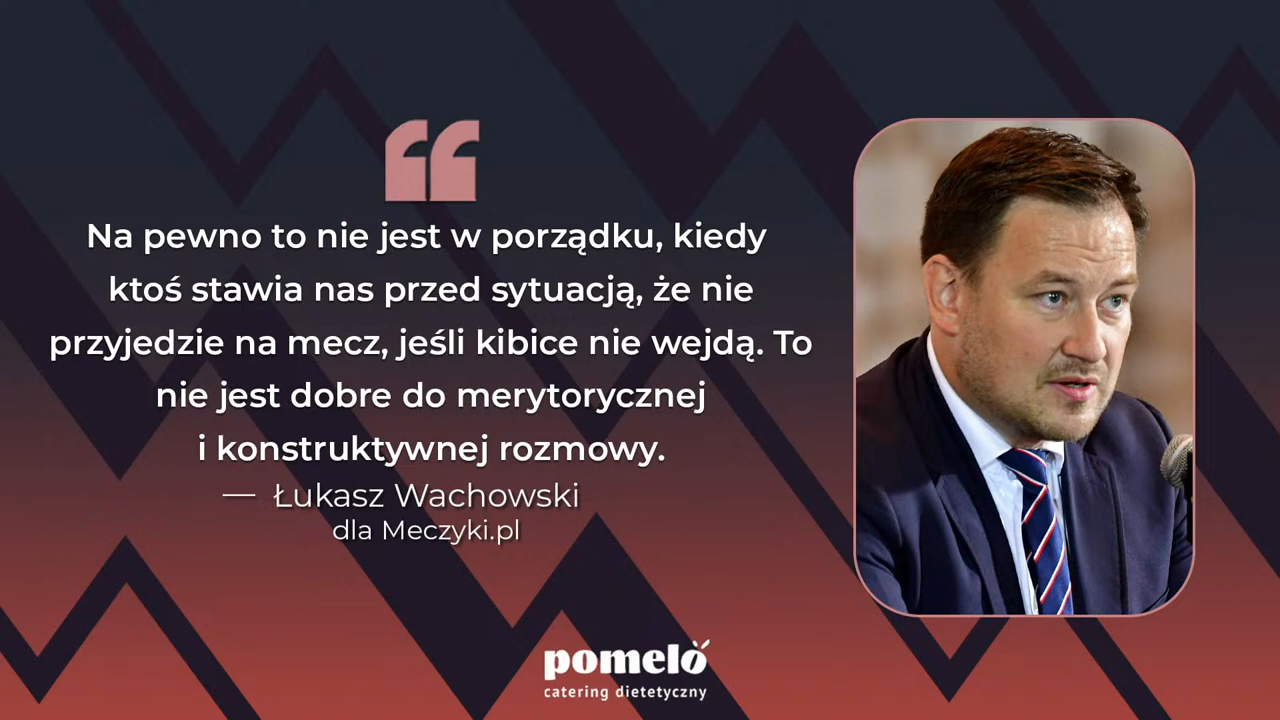 Na pewno to nie jest w porządku, kiedy
ktoś stawia nas przed sytuacją, że nie
przyjedzie na mecz, jeśli kibice nie wejdą. To
nie jest dobre do merytorycznej
i konstruktywnej rozmowy.
— Łukasz Wachowski
dla Meczyki.pl
pomelo
catering dietetyczny